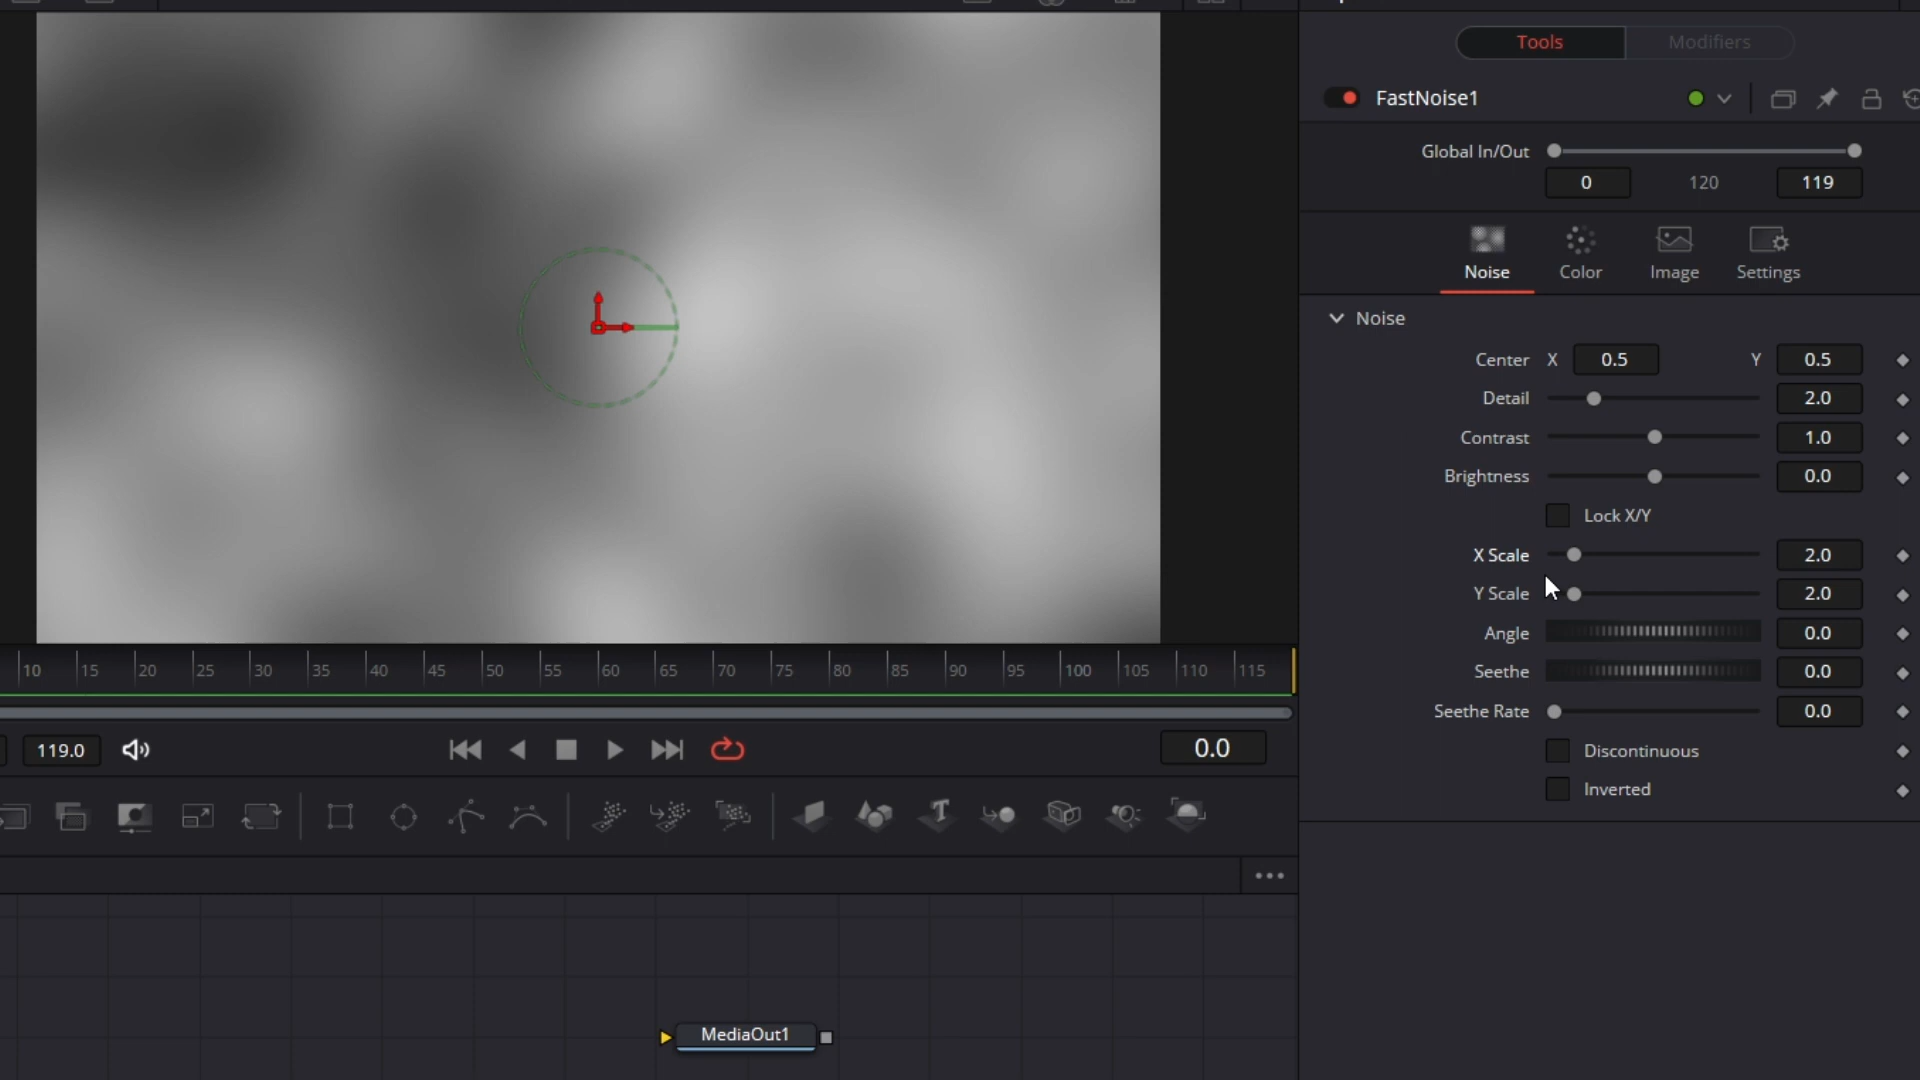 Tools
Modifiers
FastNoise1
Global In/Out
0
120
119
Noise
Color
Image
Settings
Noise
Center X 0.5 Y 0.5
Detail 2.0
Contrast 1.0
Brightness 0.0
Lock X/Y
X Scale 2.0
Y Scale 2.0
Angle 0.0
Seethe 0.0
Seethe Rate 0.0
Discontinuous
Inverted
10 15 20 25 30 35 40 45 50 55 60 65 70 75 80 85 90 95 100 105 110 115
119.0
0.0
MediaOut1